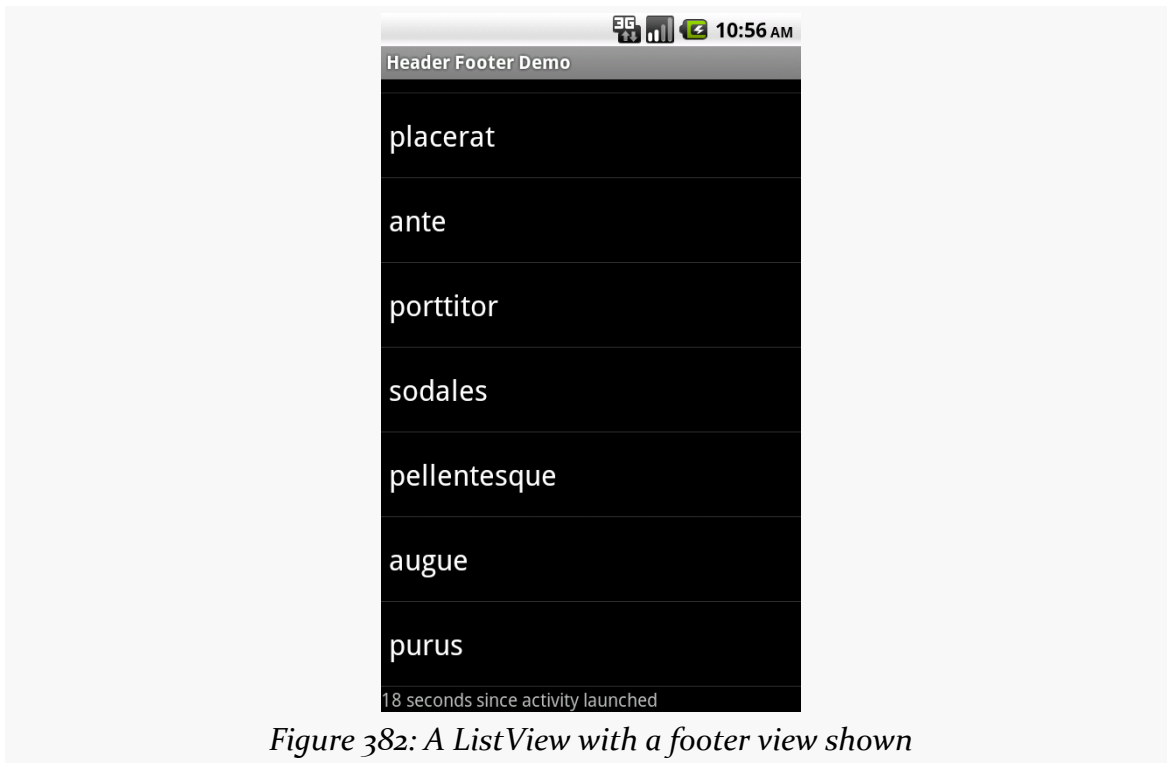 3G 10:56 AM
Header Footer Demo
placerat
ante
porttitor
sodales
pellentesque
augue
purus
18 seconds since activity launched
Figure 382: A ListView with a footer view shown